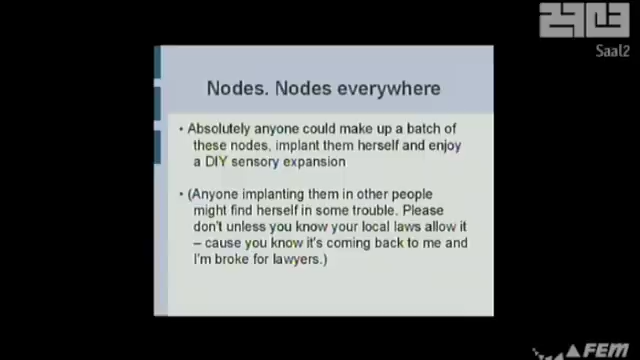 29C3
Saal2
Nodes. Nodes everywhere
• Absolutely anyone could make up a batch of
these nodes, implant them herself and enjoy
a DIY sensory expansion
• (Anyone implanting them in other people
might find herself in some trouble. Please
don't unless you know your local laws allow it
– cause you know it's coming back to me and
I'm broke for lawyers.)
FEM